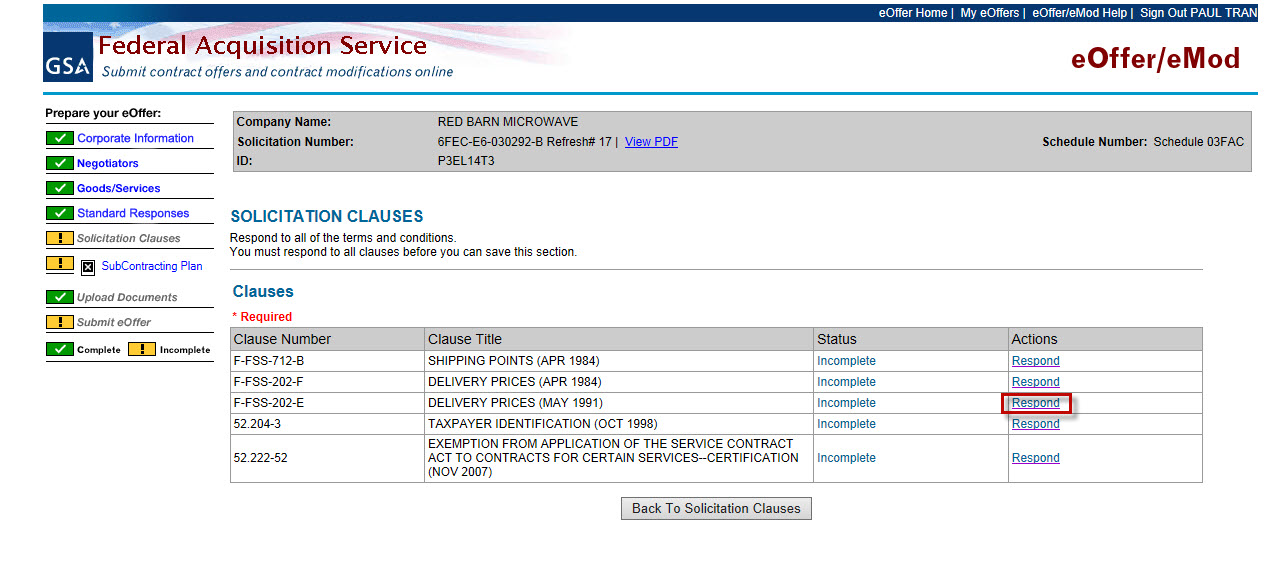 eOffer Home | My eOffers | eOffer/eMod Help | Sign Out PAUL TRAN
GSA
Federal Acquisition Service
Submit contract offers and contract modifications online
eOffer/eMod
Prepare your eOffer:
Corporate Information
Negotiators
Goods/Services
Standard Responses
Solicitation Clauses
SubContracting Plan
Upload Documents
Submit eOffer
Complete Incomplete
Company Name: RED BARN MICROWAVE
Solicitation Number: 6FEC-E6-030292-B Refresh# 17 | View PDF Schedule Number: Schedule 03FAC
ID: P3EL14T3
SOLICITATION CLAUSES
Respond to all of the terms and conditions.
You must respond to all clauses before you can save this section.
Clauses
* Required
Clause Number Clause Title Status Actions
F-FSS-712-B SHIPPING POINTS (APR 1984) Incomplete Respond
F-FSS-202-F DELIVERY PRICES (APR 1984) Incomplete Respond
F-FSS-202-E DELIVERY PRICES (MAY 1991) Incomplete Respond
52.204-3 TAXPAYER IDENTIFICATION (OCT 1998) Incomplete Respond
52.222-52 EXEMPTION FROM APPLICATION OF THE SERVICE CONTRACT
ACT TO CONTRACTS FOR CERTAIN SERVICES--CERTIFICATION
(NOV 2007) Incomplete Respond
Back To Solicitation Clauses